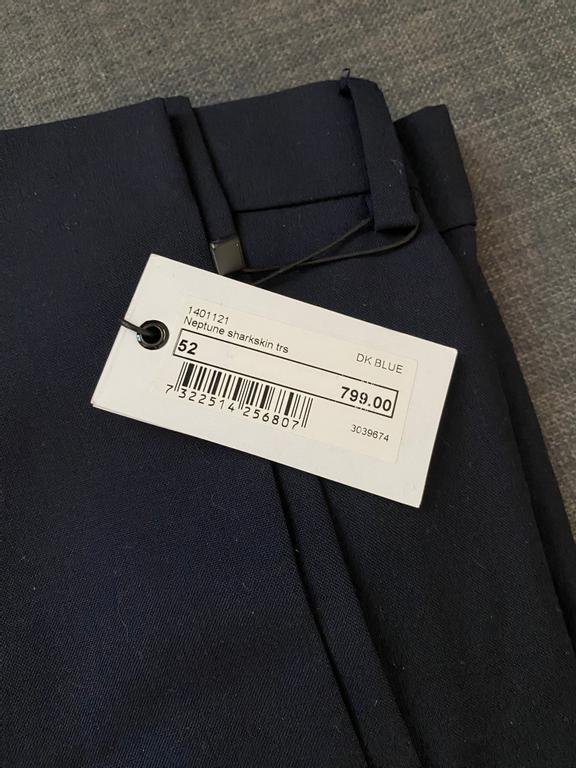 1401121
Neptune sharkskin trs
DK BLUE
52
799.00
7 322514 256807
3039674